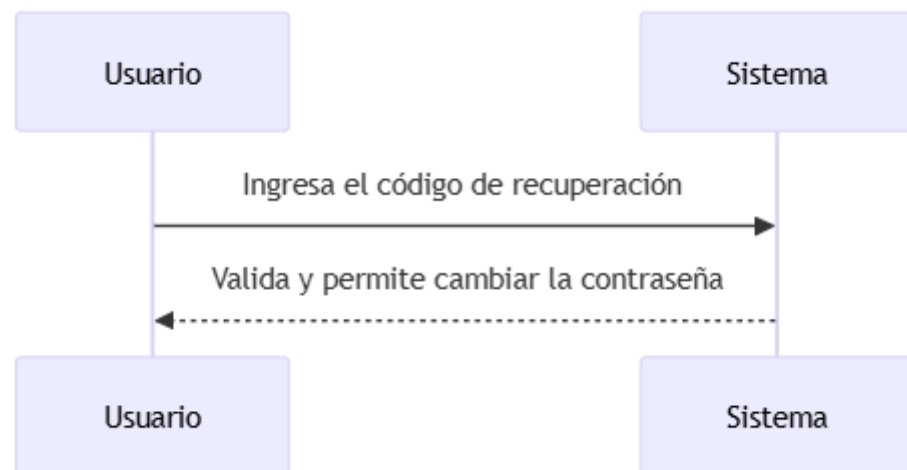 Usuario
Sistema
Ingresa el código de recuperación
Valida y permite cambiar la contraseña
Usuario
Sistema